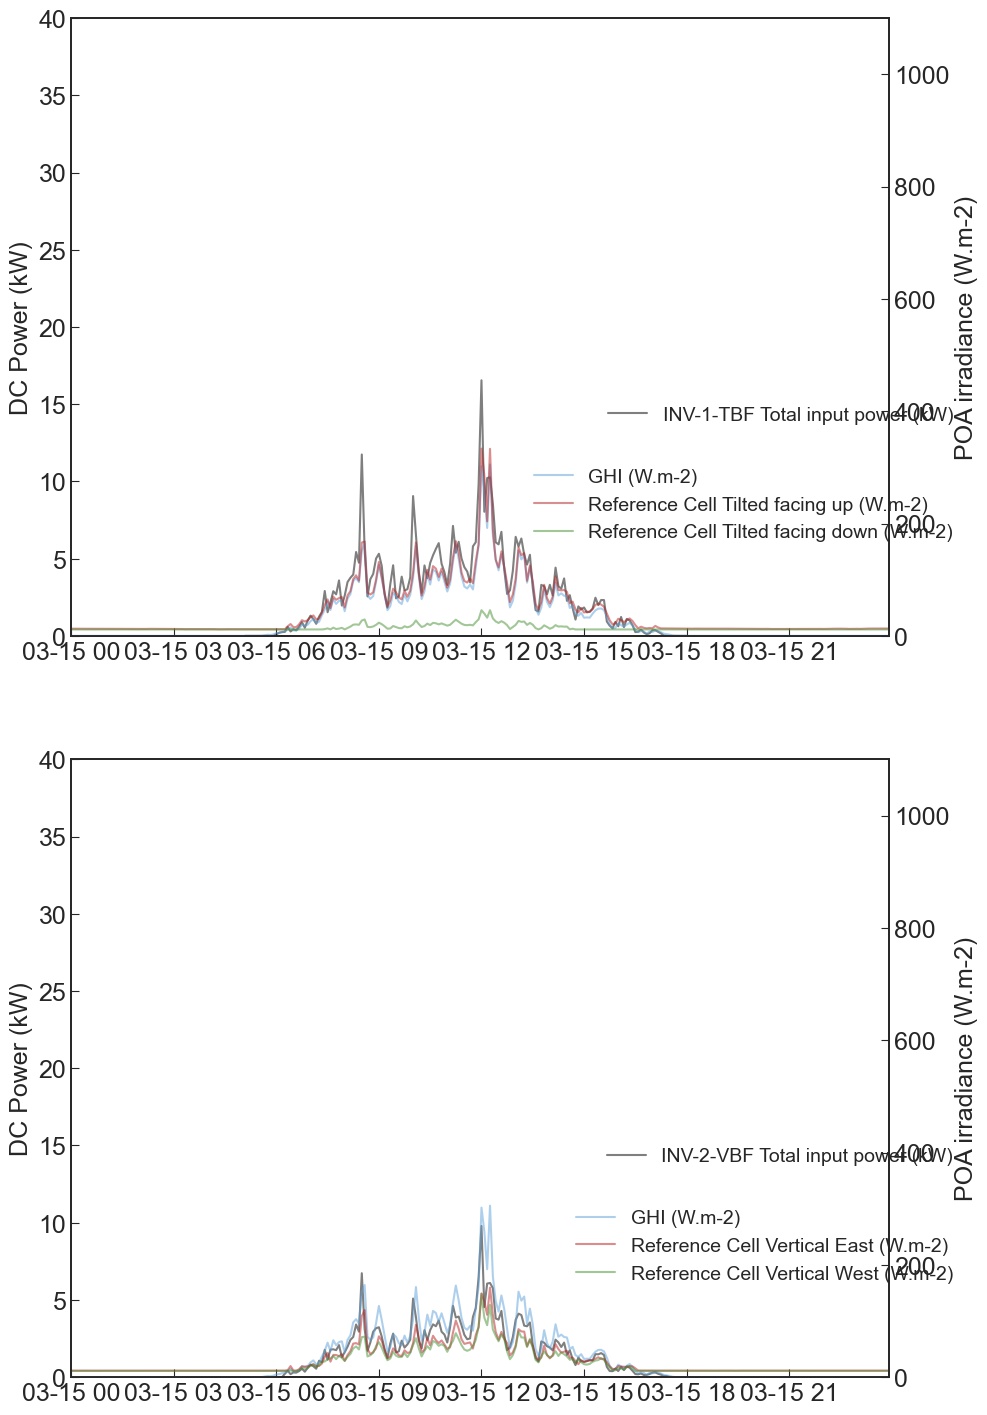 40
35
30
25
20
15
10
5
0
DC Power (kW)
1000
800
600
400
200
0
POA irradiance (W.m-2)
INV-1-TBF Total input power (kW)
GHI (W.m-2)
Reference Cell Tilted facing up (W.m-2)
Reference Cell Tilted facing down (W.m-2)
03-15 00 03-15 03 03-15 06 03-15 09 03-15 12 03-15 15 03-15 18 03-15 21
40
35
30
25
20
15
10
5
0
DC Power (kW)
1000
800
600
400
200
0
POA irradiance (W.m-2)
INV-2-VBF Total input power (kW)
GHI (W.m-2)
Reference Cell Vertical East (W.m-2)
Reference Cell Vertical West (W.m-2)
03-15 00 03-15 03 03-15 06 03-15 09 03-15 12 03-15 15 03-15 18 03-15 21